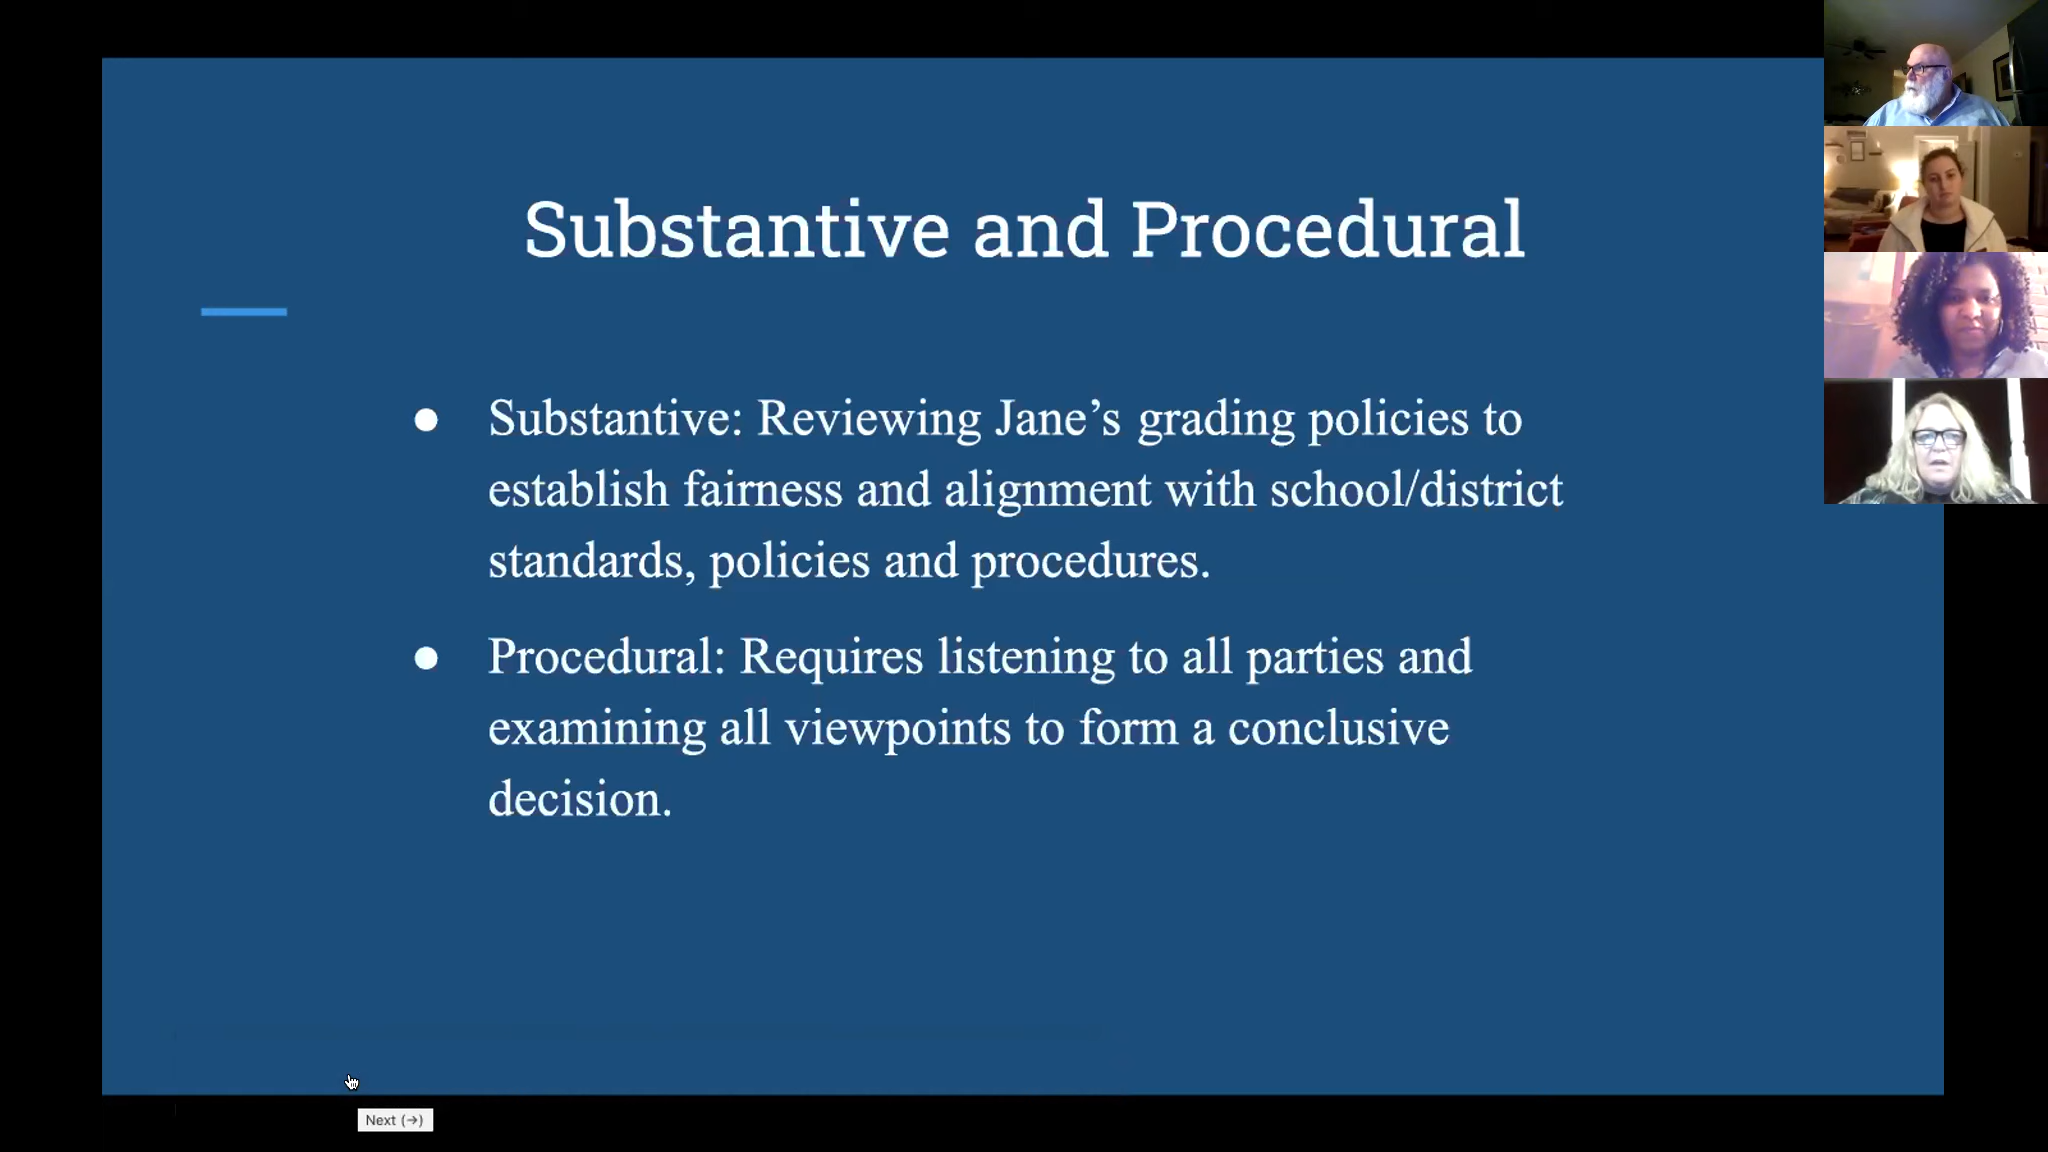 Substantive and Procedural
● Substantive: Reviewing Jane’s grading policies to
establish fairness and alignment with school/district
standards, policies and procedures.
● Procedural: Requires listening to all parties and
examining all viewpoints to form a conclusive
decision.
Next (→)